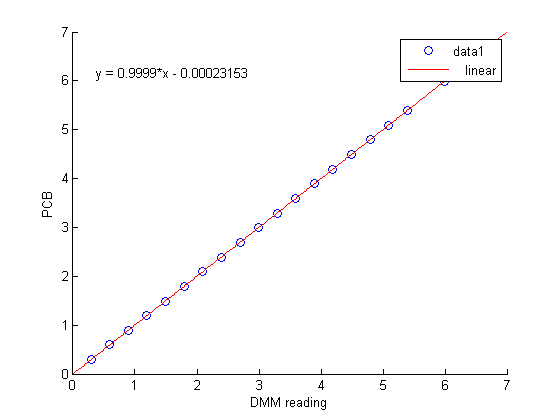 7
6
5
4
3
2
1
0
PCB
y = 0.9999*x - 0.00023153
data1
linear
0 1 2 3 4 5 6 7
DMM reading